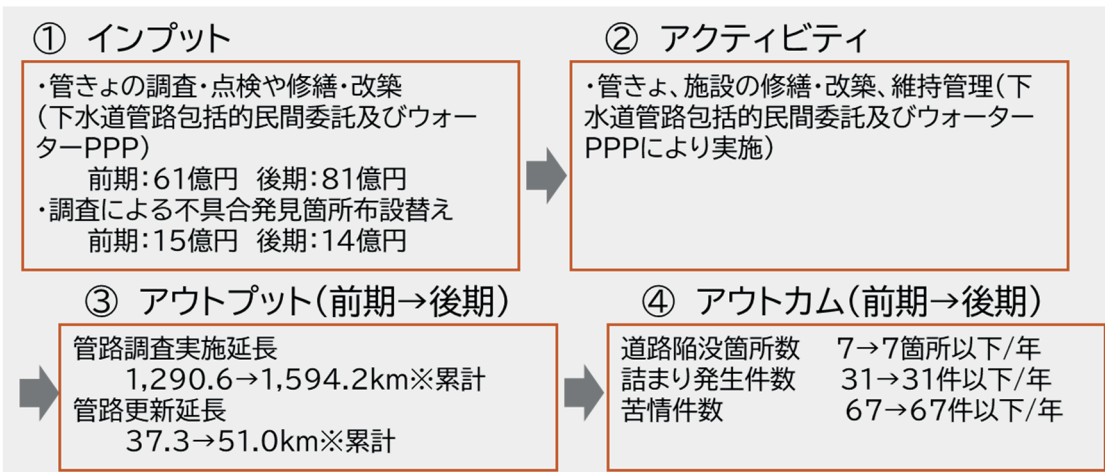 ① インプット
・管きょの調査・点検や修繕・改築
（下水道管路包括的民間委託及びウォー
ターPPP）
前期：61億円　後期：81億円
・調査による不具合発見箇所布設替え
前期：15億円　後期：14億円
② アクティビティ
・管きょ、施設の修繕・改築、維持管理（下
水道管路包括的民間委託及びウォーター
PPPにより実施）
③ アウトプット（前期→後期）
管路調査実施延長
1,290.6→1,594.2km※累計
管路更新延長
37.3→51.0km※累計
④ アウトカム（前期→後期）
道路陥没箇所数　7→7箇所以下/年
詰まり発生件数　31→31件以下/年
苦情件数　67→67件以下/年